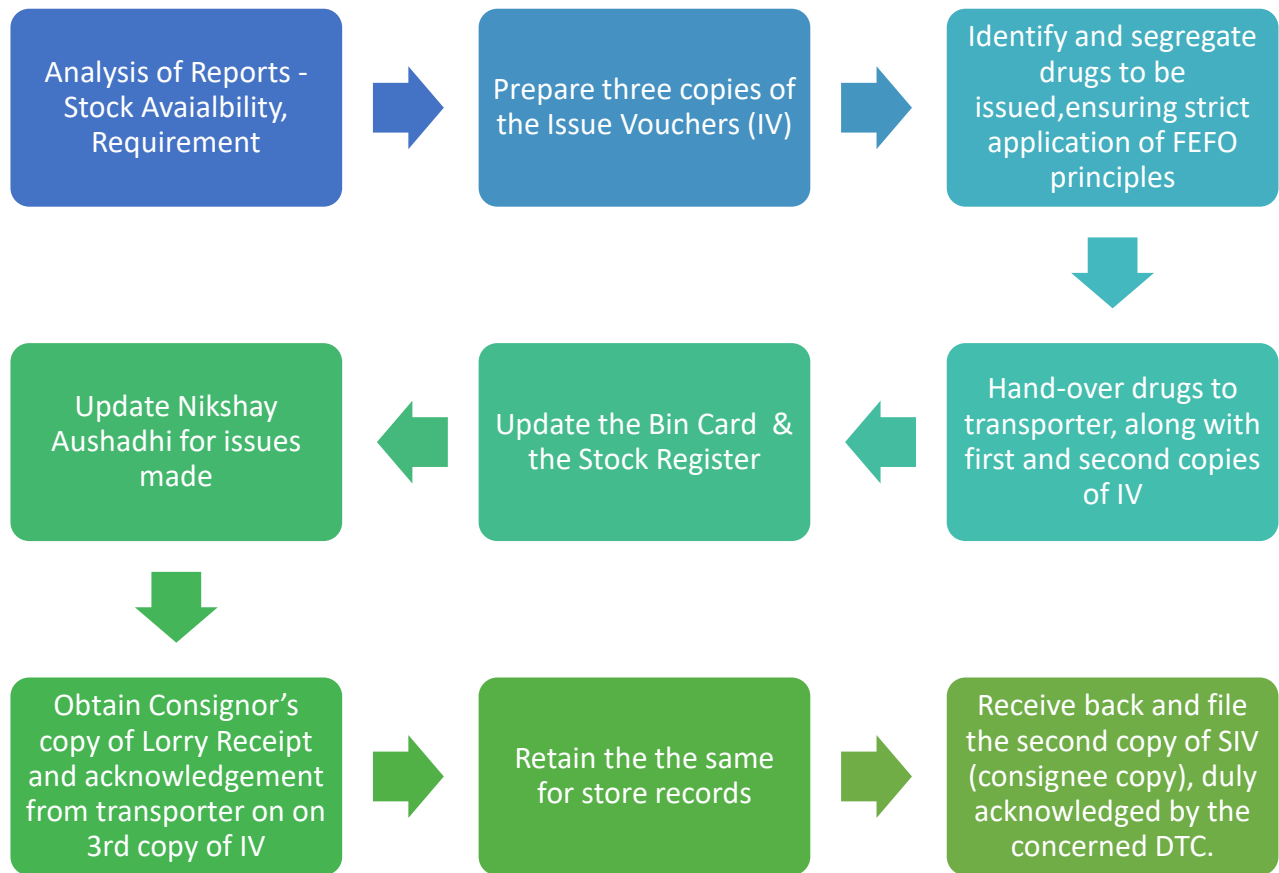 Analysis of Reports -
Stock Avaialbility,
Requirement
Prepare three copies of
the Issue Vouchers (IV)
Identify and segregate
drugs to be
issued,ensuring strict
application of FEFO
principles
Hand-over drugs to
transporter, along with
first and second copies
of IV
Update the Bin Card &
the Stock Register
Update Nikshay
Aushadhi for issues
made
Obtain Consignor’s
copy of Lorry Receipt
and acknowledgement
from transporter on on
3rd copy of IV
Retain the the same
for store records
Receive back and file
the second copy of SIV
(consignee copy), duly
acknowledged by the
concerned DTC.